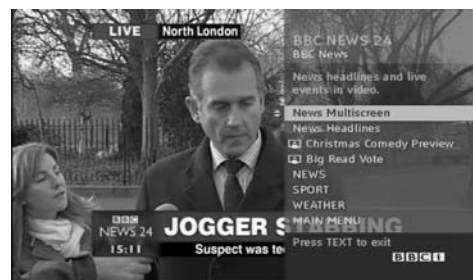 LIVE North London
BBC NEWS 24
BBC News
News headlines and live
events in video.
News Multiscreen
News Headlines
Christmas Comedy Preview
Big Read Vote
NEWS
SPORT
WEATHER
MAIN MENU
Press TEXT to exit
BBCi
BBC
NEWS 24
15:11
JOGGER STABBING
Suspect was